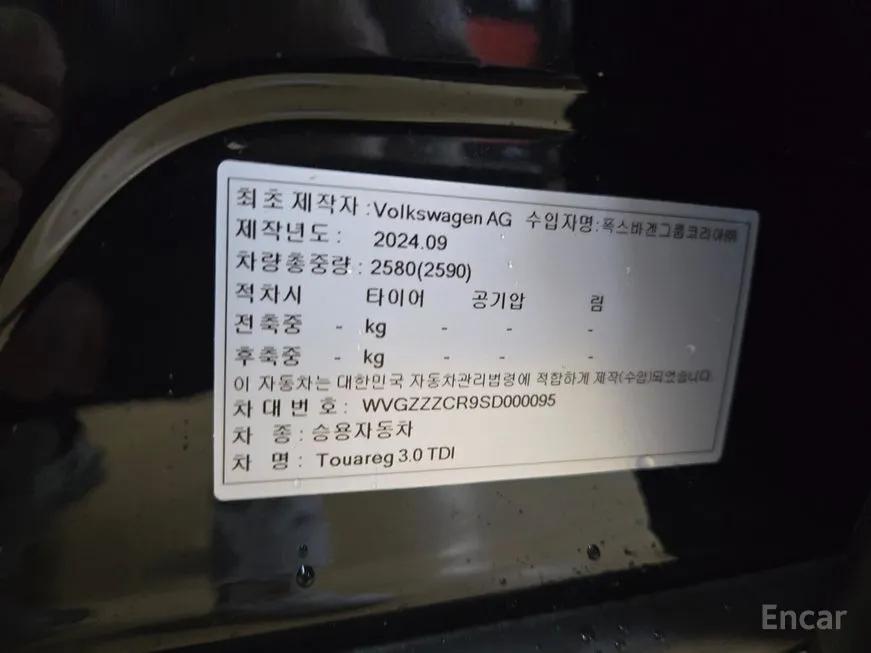 최초 제작자 : Volkswagen AG 수입자명:폭스바겐그룹코리아㈜
제작년도 : 2024.09
차량총중량 : 2580(2590)
적차시 타이어 공기압 림
전축중 - kg - - -
후축중 - kg - - -
이 자동차는 대한민국 자동차관리법령에 적합하게 제작(수입)되었습니다.
차대번호 : WVGZZZCR9SD000095
차 종 : 승용자동차
차 명 : Touareg 3.0 TDI
Encar